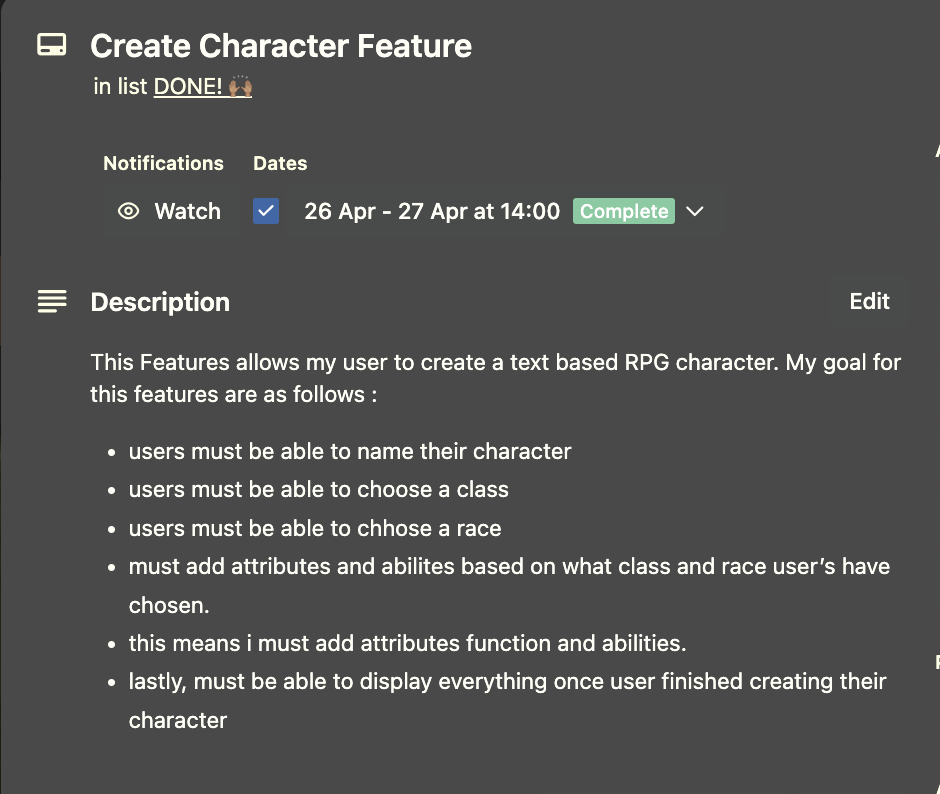 Create Character Feature
in list DONE! 🙌🏽
Notifications Dates
Watch 26 Apr - 27 Apr at 14:00 Complete
Description Edit
This Features allows my user to create a text based RPG character. My goal for
this features are as follows :
• users must be able to name their character
• users must be able to choose a class
• users must be able to chhose a race
• must add attributes and abilites based on what class and race user’s have
chosen.
• this means i must add attributes function and abilities.
• lastly, must be able to display everything once user finished creating their
character